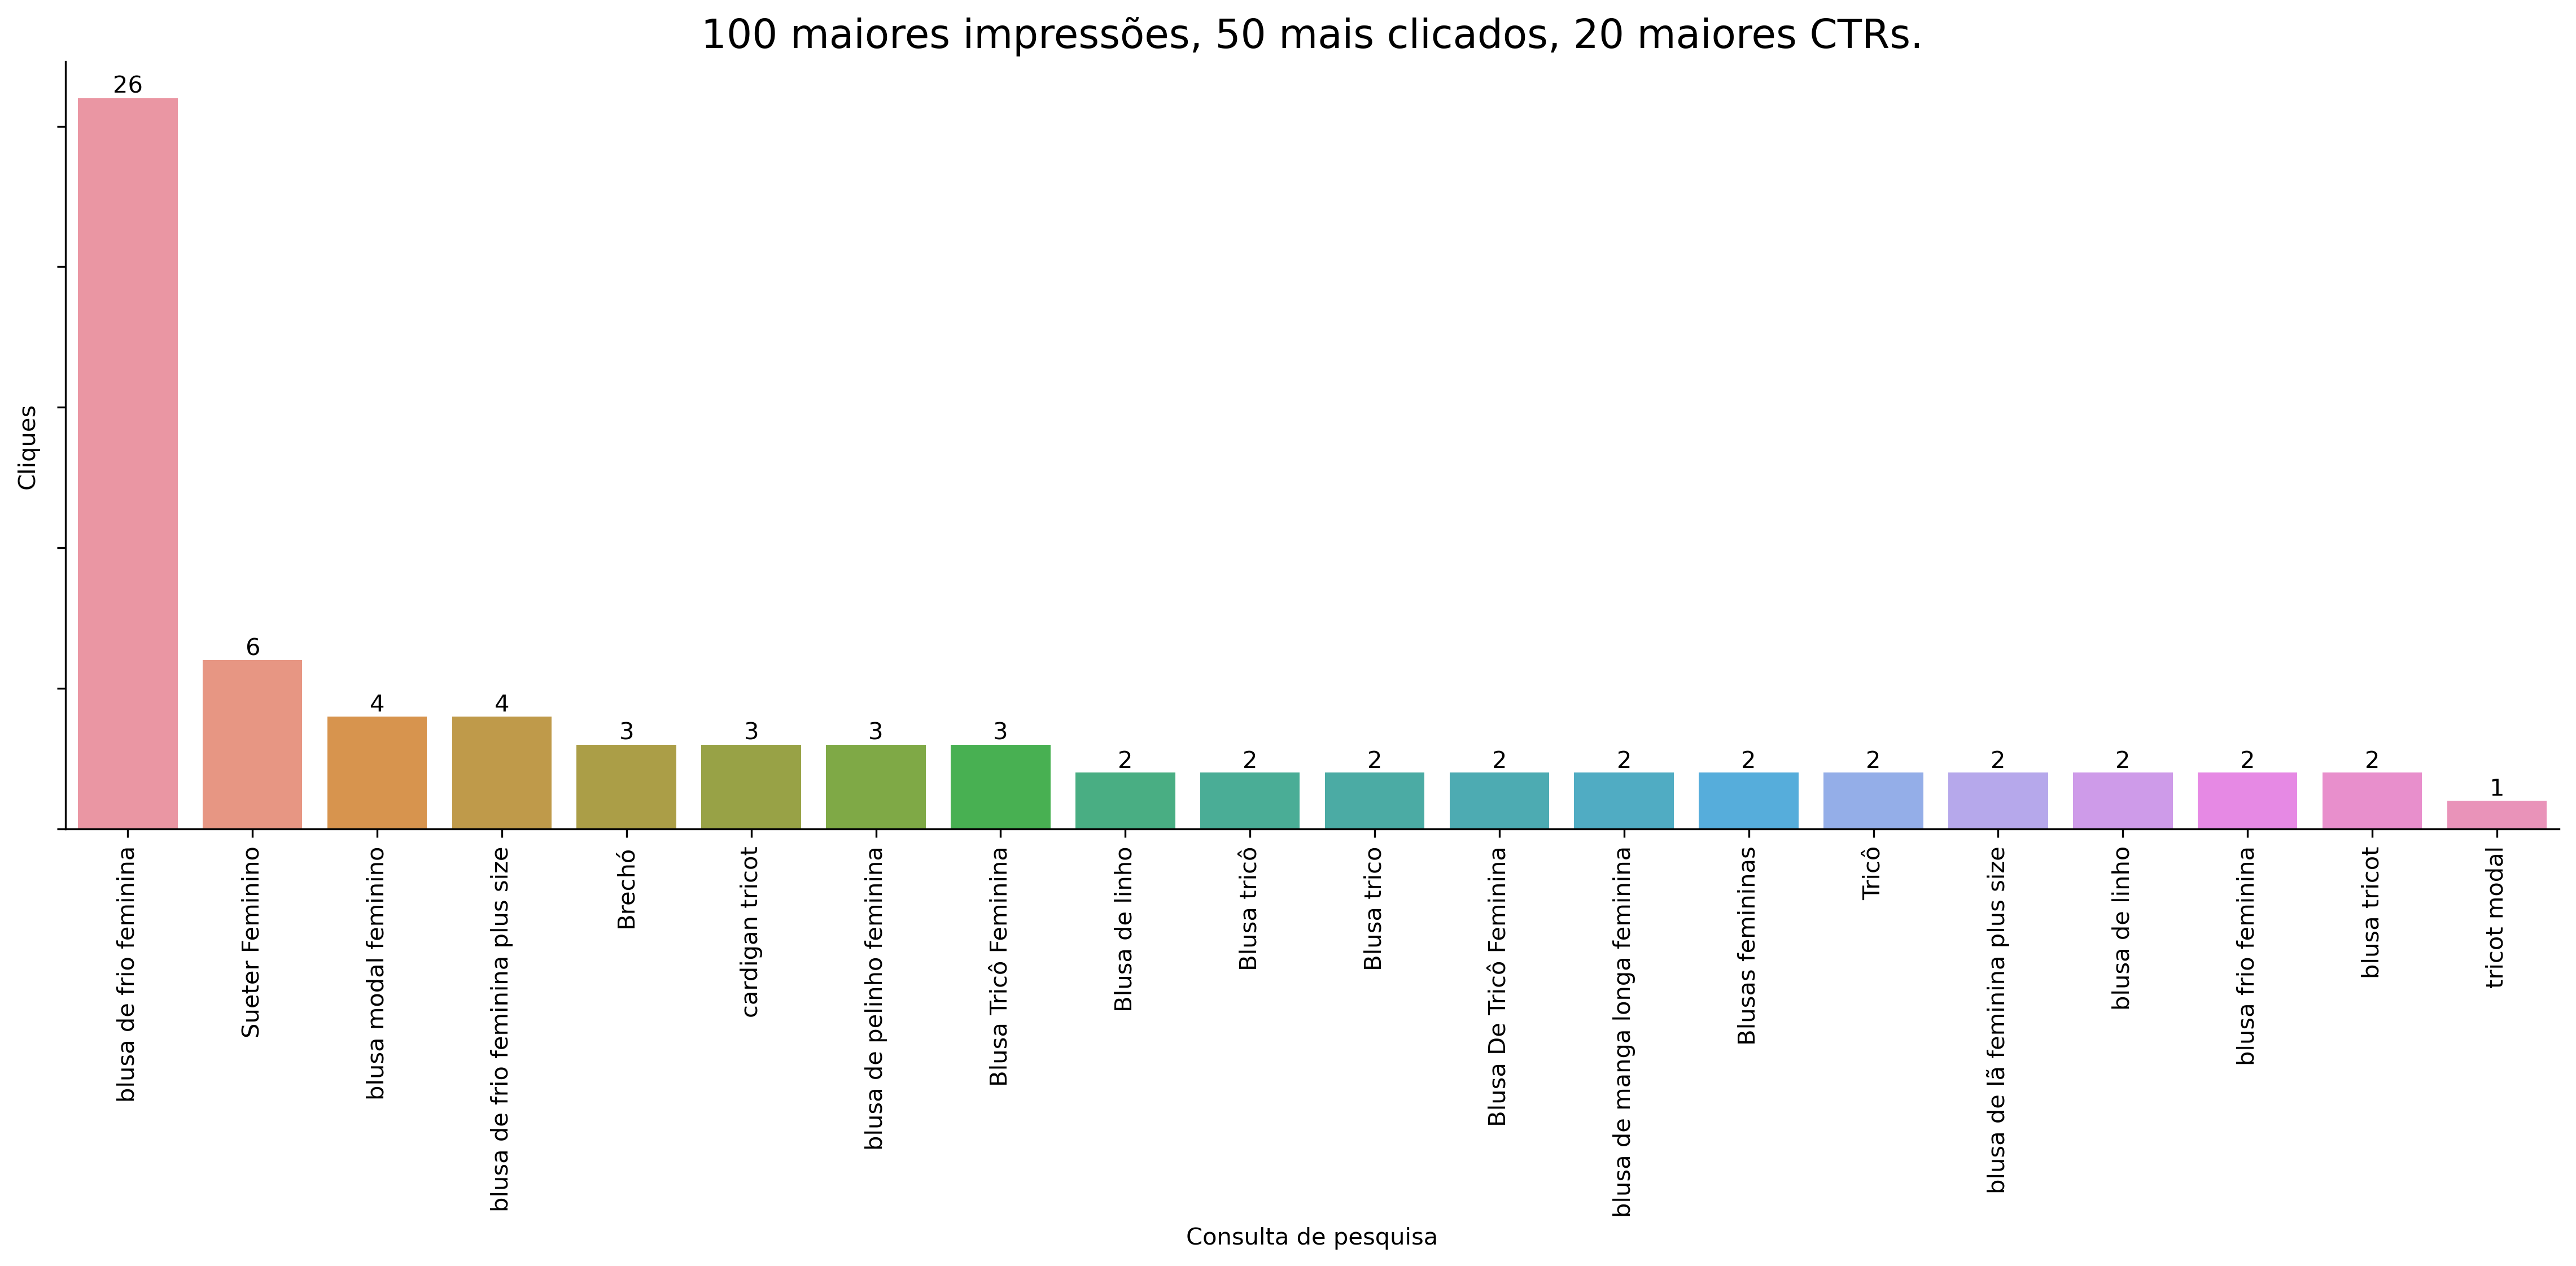 100 maiores impressões, 50 mais clicados, 20 maiores CTRs.
Cliques
26
6
4
4
3
3
3
3
2
2
2
2
2
2
2
2
2
2
2
1
blusa de frio feminina
Sueter Feminino
blusa modal feminino
blusa de frio feminina plus size
Brechó
cardigan tricot
blusa de pelinho feminina
Blusa Tricô Feminina
Blusa de linho
Blusa tricô
Blusa trico
Blusa De Tricô Feminina
blusa de manga longa feminina
Blusas femininas
Tricô
blusa de lã feminina plus size
blusa de linho
blusa frio feminina
blusa tricot
tricot modal
Consulta de pesquisa